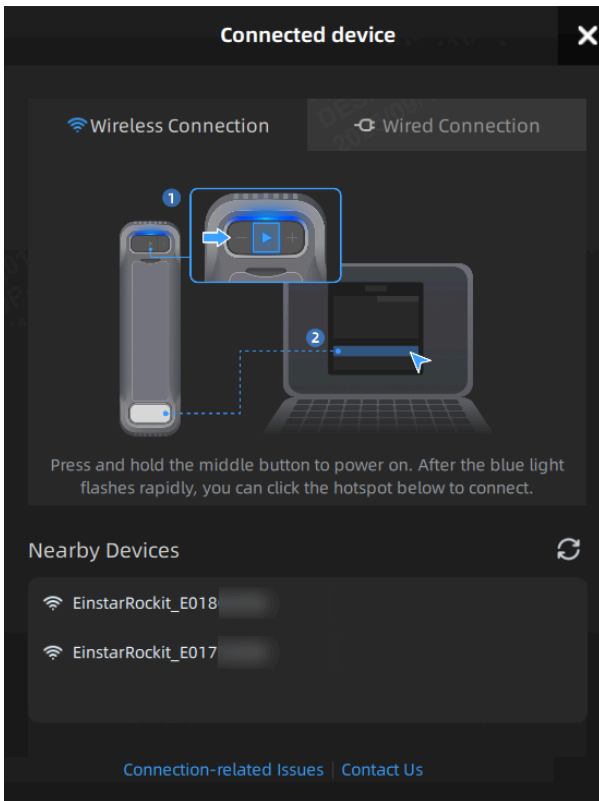 Connected device
Wireless Connection
Wired Connection
1
2
Press and hold the middle button to power on. After the blue light
flashes rapidly, you can click the hotspot below to connect.
Nearby Devices
EinstarRockit_E018
EinstarRockit_E017
Connection-related Issues | Contact Us